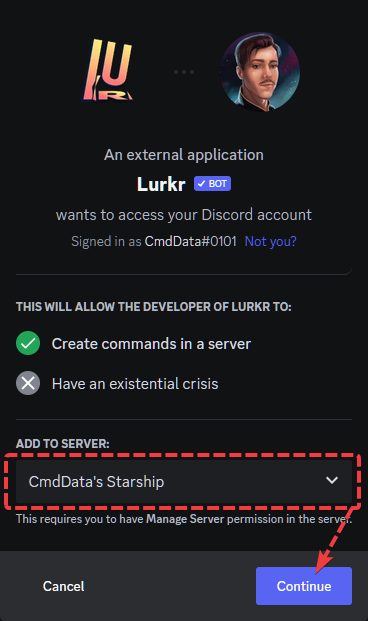 LU
R
An external application
Lurkr ✓ BOT
wants to access your Discord account
Signed in as CmdData#0101 Not you?
THIS WILL ALLOW THE DEVELOPER OF LURKR TO:
Create commands in a server
Have an existential crisis
ADD TO SERVER:
CmdData's Starship
This requires you to have Manage Server permission in the server.
Cancel
Continue